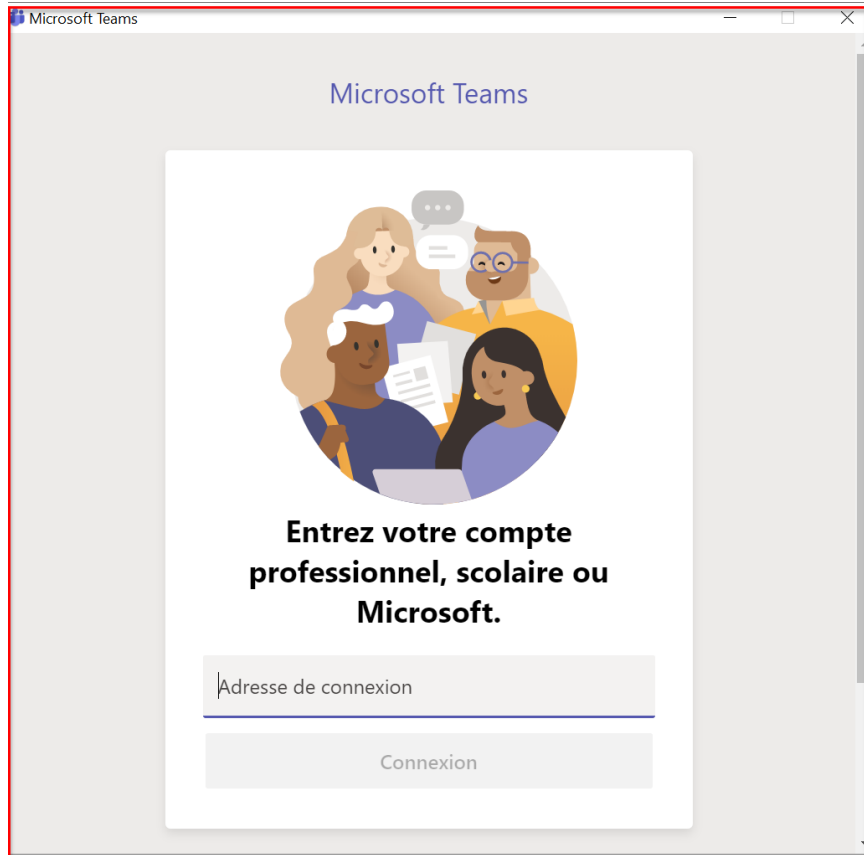 Microsoft Teams
Microsoft Teams
Entrez votre compte
professionnel, scolaire ou
Microsoft.
Adresse de connexion
Connexion